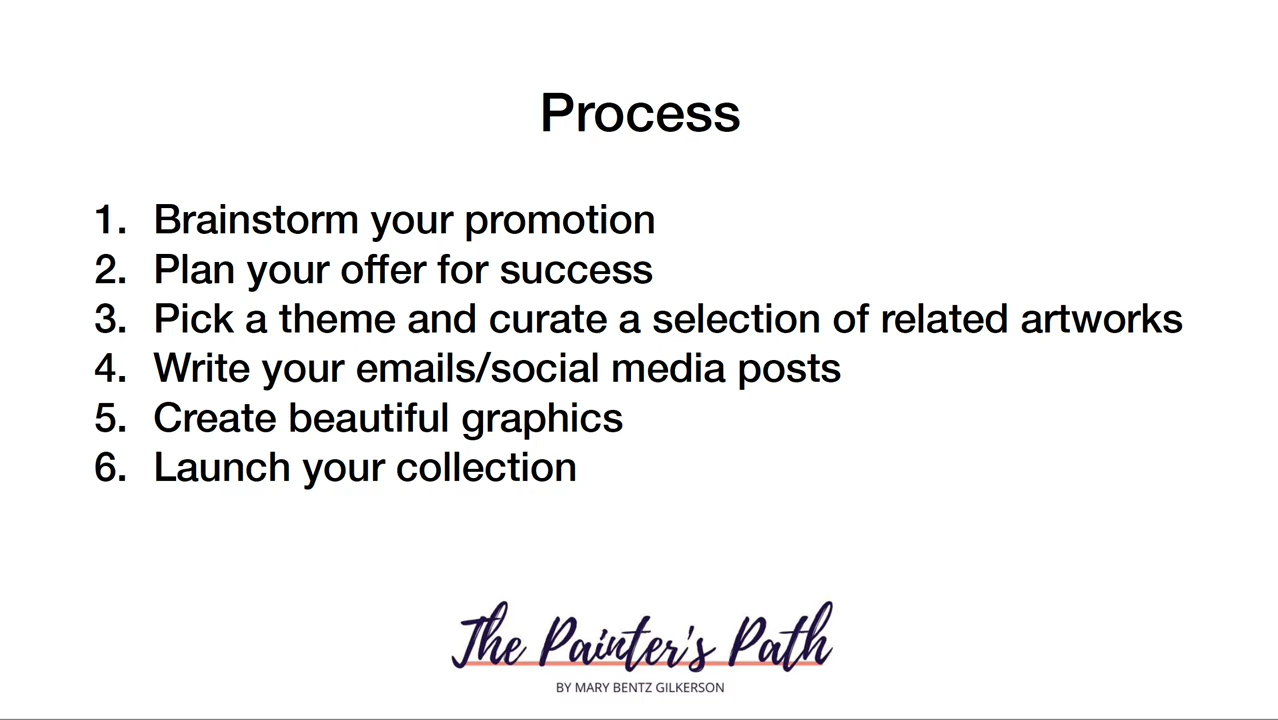 Process
1. Brainstorm your promotion
2. Plan your offer for success
3. Pick a theme and curate a selection of related artworks
4. Write your emails/social media posts
5. Create beautiful graphics
6. Launch your collection
The Painter's Path
BY MARY BENTZ GILKERSON